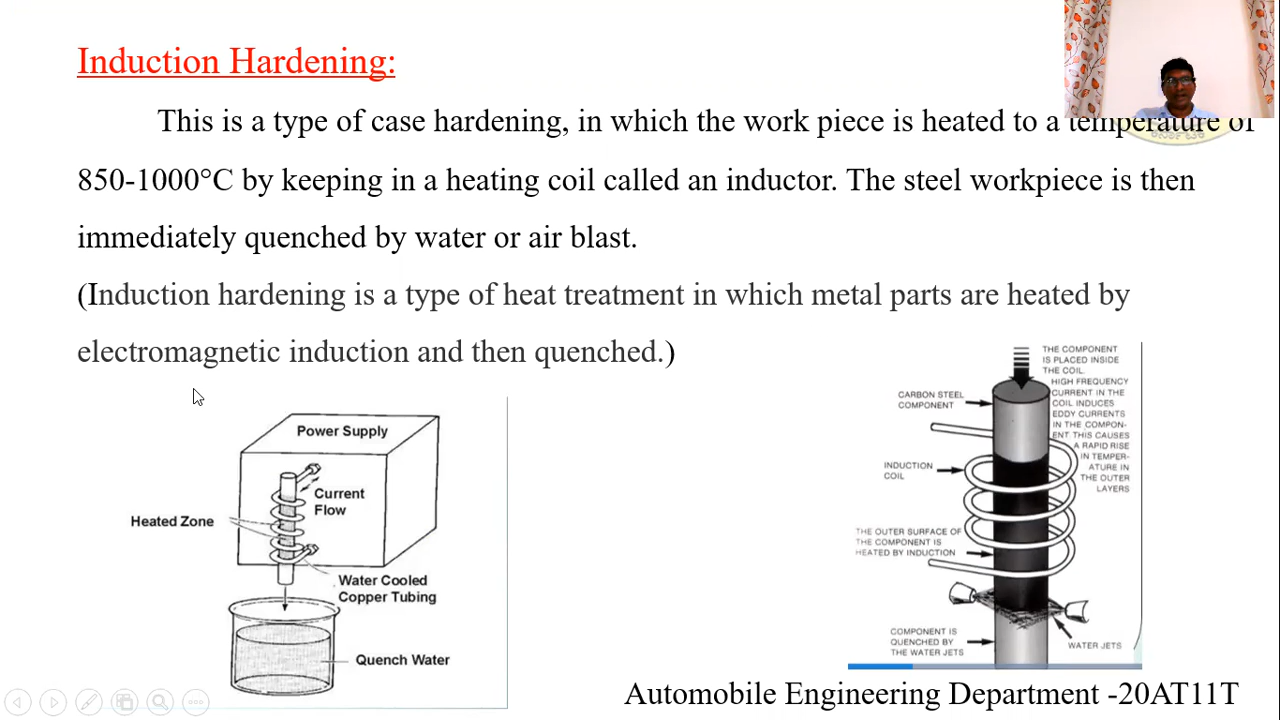 Induction Hardening:
This is a type of case hardening, in which the work piece is heated to a temperature of
850-1000°C by keeping in a heating coil called an inductor. The steel workpiece is then
immediately quenched by water or air blast.
(Induction hardening is a type of heat treatment in which metal parts are heated by
electromagnetic induction and then quenched.)
Power Supply
Current
Flow
Heated Zone
Water Cooled
Copper Tubing
Quench Water
THE COMPONENT
IS PLACED INSIDE
THE COIL.
HIGH FREQUENCY
CURRENT IN THE
COIL INDUCES
EDDY CURRENTS
IN THE COMPON-
ENT THIS CAUSES
A RAPID RISE
IN TEMPER-
ATURE IN
THE OUTER
LAYERS
CARBON STEEL
COMPONENT
INDUCTION
COIL
THE OUTER SURFACE OF
THE COMPONENT IS
HEATED BY INDUCTION
COMPONENT IS
QUENCHED BY
THE WATER JETS
WATER JETS
Automobile Engineering Department -20AT11T